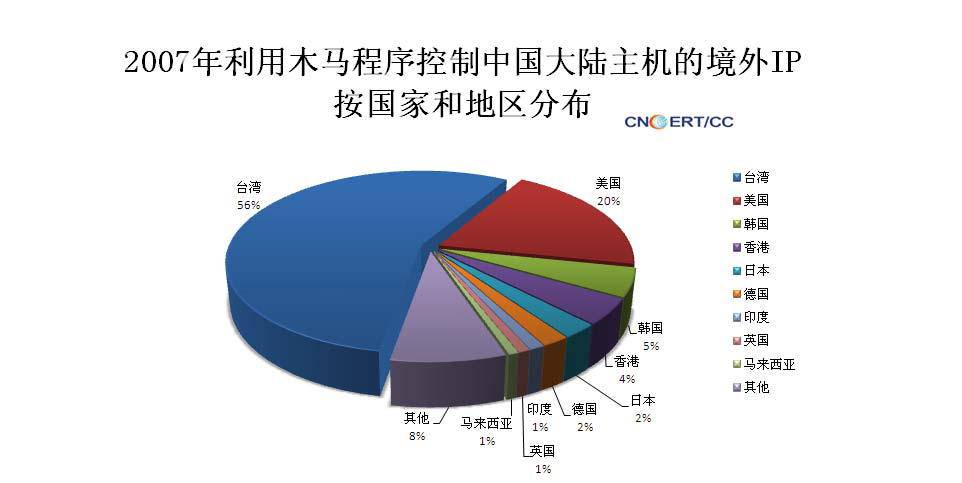 2007年利用木马程序控制中国大陆主机的境外IP
按国家和地区分布
CNCERT/CC
台湾
56%
美国
20%
韩国
5%
香港
4%
日本
2%
德国
2%
印度
1%
英国
1%
马来西亚
1%
其他
8%
台湾
美国
韩国
香港
日本
德国
印度
英国
马来西亚
其他